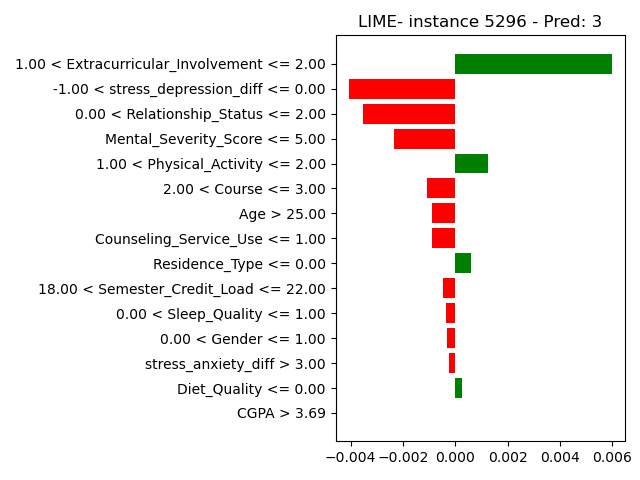 LIME- instance 5296 - Pred: 3
1.00 < Extracurricular_Involvement <= 2.00
-1.00 < stress_depression_diff <= 0.00
0.00 < Relationship_Status <= 2.00
Mental_Severity_Score <= 5.00
1.00 < Physical_Activity <= 2.00
2.00 < Course <= 3.00
Age > 25.00
Counseling_Service_Use <= 1.00
Residence_Type <= 0.00
18.00 < Semester_Credit_Load <= 22.00
0.00 < Sleep_Quality <= 1.00
0.00 < Gender <= 1.00
stress_anxiety_diff > 3.00
Diet_Quality <= 0.00
CGPA > 3.69
−0.004 −0.002 0.000 0.002 0.004 0.006